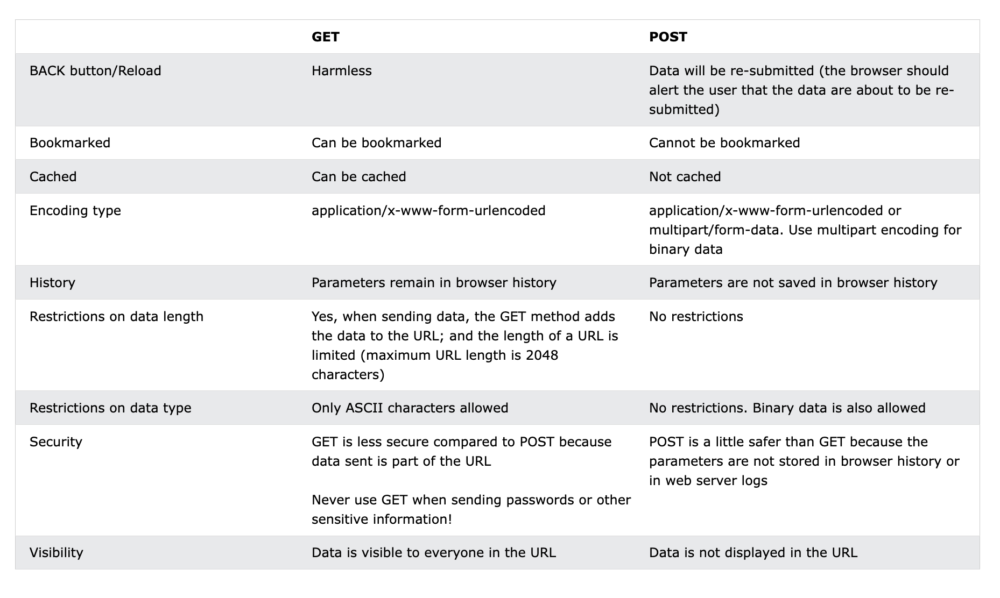 GET POST
BACK button/Reload Harmless Data will be re-submitted (the browser should
alert the user that the data are about to be re-
submitted)
Bookmarked Can be bookmarked Cannot be bookmarked
Cached Can be cached Not cached
Encoding type application/x-www-form-urlencoded application/x-www-form-urlencoded or
multipart/form-data. Use multipart encoding for
binary data
History Parameters remain in browser history Parameters are not saved in browser history
Restrictions on data length Yes, when sending data, the GET method adds No restrictions
the data to the URL; and the length of a URL is
limited (maximum URL length is 2048
characters)
Restrictions on data type Only ASCII characters allowed No restrictions. Binary data is also allowed
Security GET is less secure compared to POST because POST is a little safer than GET because the
data sent is part of the URL parameters are not stored in browser history or
in web server logs
Never use GET when sending passwords or other
sensitive information!
Visibility Data is visible to everyone in the URL Data is not displayed in the URL